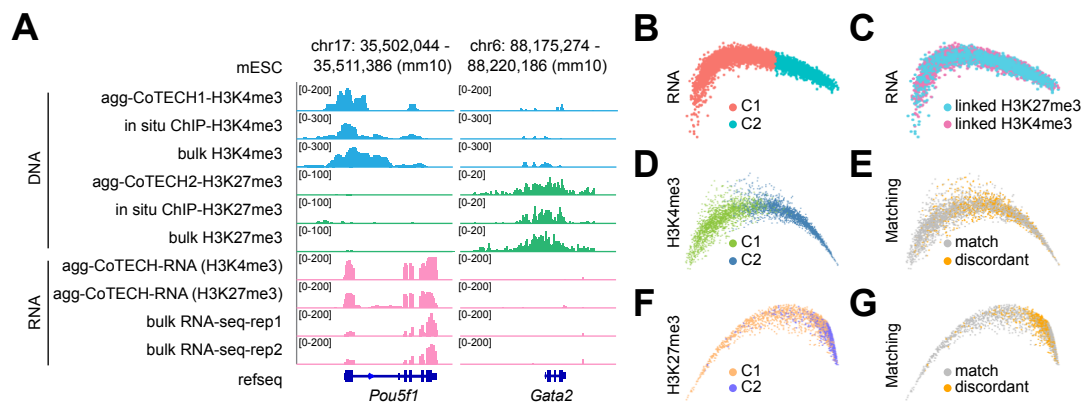 A
chr17: 35,502,044 -
35,511,386 (mm10)
chr6: 88,175,274 -
88,220,186 (mm10)
mESC
DNA
agg-CoTECH1-H3K4me3
[0-200]
[0-200]
in situ ChIP-H3K4me3
[0-300]
[0-300]
bulk H3K4me3
[0-300]
[0-300]
agg-CoTECH2-H3K27me3
[0-100]
[0-20]
in situ ChIP-H3K27me3
[0-100]
[0-20]
bulk H3K27me3
[0-100]
[0-20]
RNA
agg-CoTECH-RNA (H3K4me3)
[0-200]
[0-200]
agg-CoTECH-RNA (H3K27me3)
[0-200]
[0-200]
bulk RNA-seq-rep1
[0-200]
[0-200]
bulk RNA-seq-rep2
[0-200]
[0-200]
refseq
Pou5f1
Gata2
B
RNA
C1
C2
C
RNA
linked H3K27me3
linked H3K4me3
D
H3K4me3
C1
C2
E
Matching
match
discordant
F
H3K27me3
C1
C2
G
Matching
match
discordant